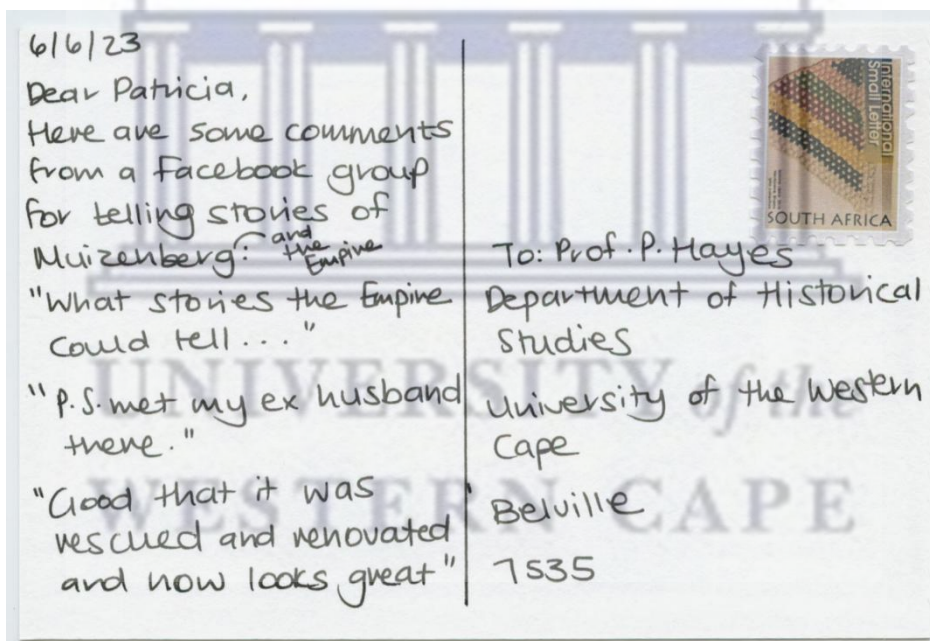 6/6/23
Dear Patricia,
Here are some comments
from a Facebook group
for telling stories of
Muizenberg: and the Empire
"What stories the Empire
could tell..."
"P.S. met my ex husband
there."
"Good that it was
rescued and renovated
and now looks great"
International
Small Letter
SOUTH AFRICA
To: Prof. P. Hayes
Department of Historical
Studies
University of the Western
Cape
Belville
7535
UNIVERSITY of the
WESTERN CAPE